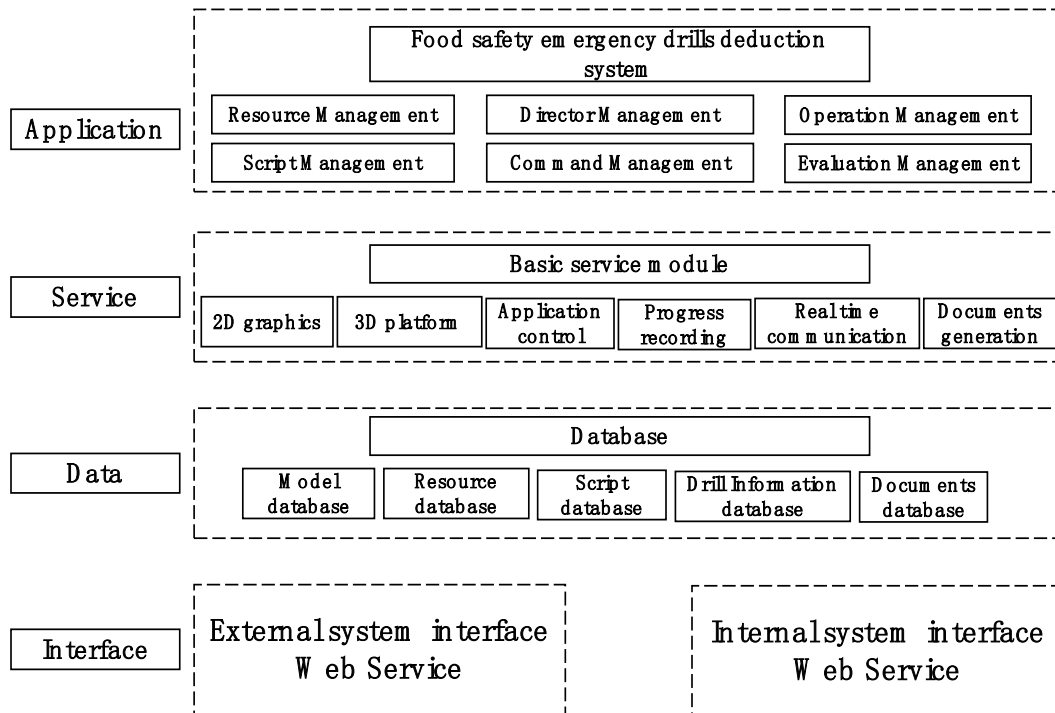 Food safety emergency drills deduction
system
Application
Resource Management
Director Management
Operation Management
Script Management
Command Management
Evaluation Management
Basic service module
Service
2D graphics
3D platform
Application
control
Progress
recording
Realtime
communication
Documents
generation
Database
Data
Model
database
Resource
database
Script
database
Drill Information
database
Documents
database
Interface
External system interface
Web Service
Internal system interface
Web Service